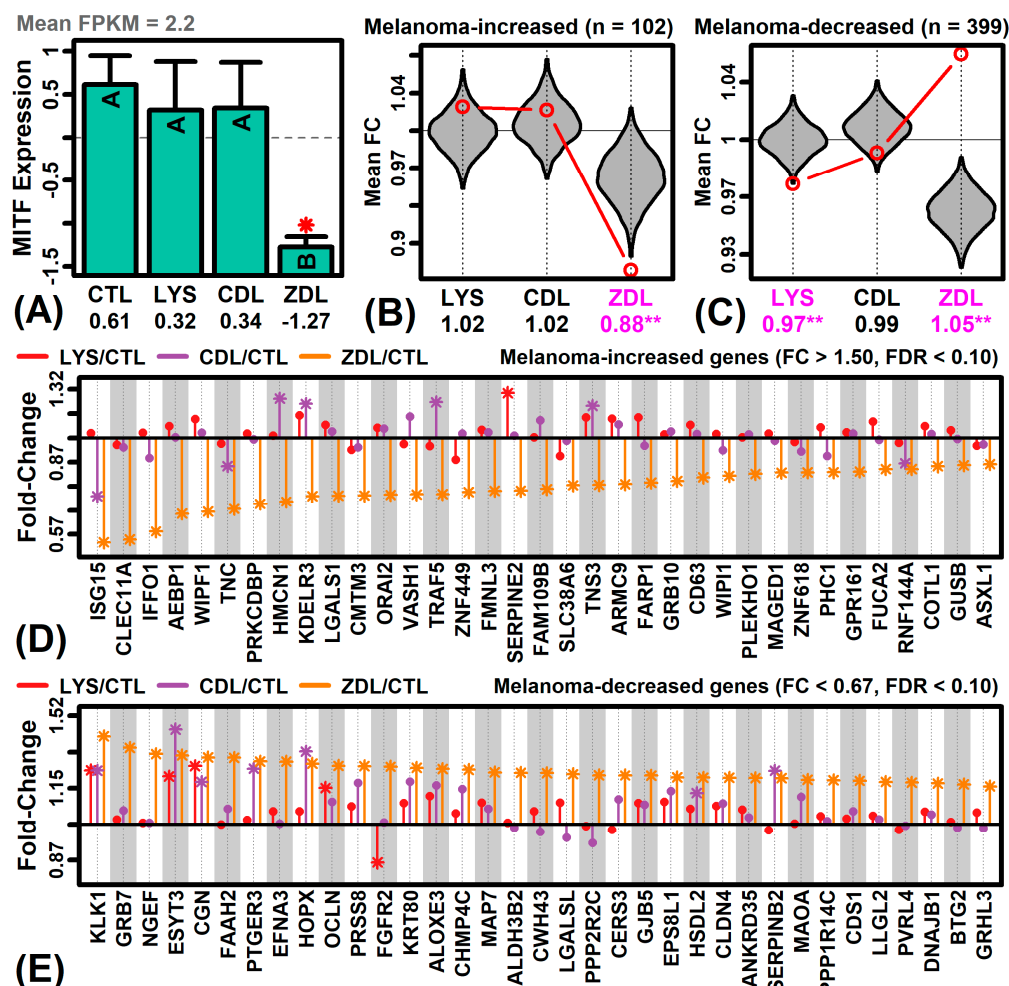 Mean FPKM = 2.2
MITF Expression
1
0.5
-0.5
-1.5
A
A
A
*
B
CTL LYS CDL ZDL
0.61 0.32 0.34 -1.27
(A)
Melanoma-increased (n = 102)
Mean FC
1.04
0.97
0.9
LYS CDL ZDL
1.02 1.02 0.88**
(B)
Melanoma-decreased (n = 399)
Mean FC
1.04
1
0.97
0.93
LYS CDL ZDL
0.97** 0.99 1.05**
(C)
LYS/CTL CDL/CTL ZDL/CTL Melanoma-increased genes (FC > 1.50, FDR < 0.10)
Fold-Change
1.32
0.87
0.57
ISG15
CLEC11A
IFFO1
AEBP1
WIPF1
TNC
PRKCDBP
HMCN1
KDELR3
LGALS1
CMTM3
ORAI2
VASH1
TRAF5
ZNF449
FMNL3
SERPINE2
FAM109B
SLC38A6
TNS3
ARMC9
FARP1
GRB10
CD63
WIPI1
PLEKHO1
MAGED1
ZNF618
PHC1
GPR161
FUCA2
RNF144A
COTL1
GUSB
ASXL1
(D)
LYS/CTL CDL/CTL ZDL/CTL Melanoma-decreased genes (FC < 0.67, FDR < 0.10)
Fold-Change
1.52
1.15
0.87
KLK1
GRB7
NGEF
ESYT3
CGN
FAAH2
PTGER3
EFNA3
HOPX
OCLN
PRSS8
FGFR2
KRT80
ALOXE3
CHMP4C
MAP7
ALDH3B2
CWH43
LGALSL
PPP2R2C
CERS3
GJB5
EPS8L1
HSDL2
CLDN4
ANKRD35
SERPINB2
MAOA
PPP1R14C
CDS1
LLGL2
PVRL4
DNAJB1
BTG2
GRHL3
(E)